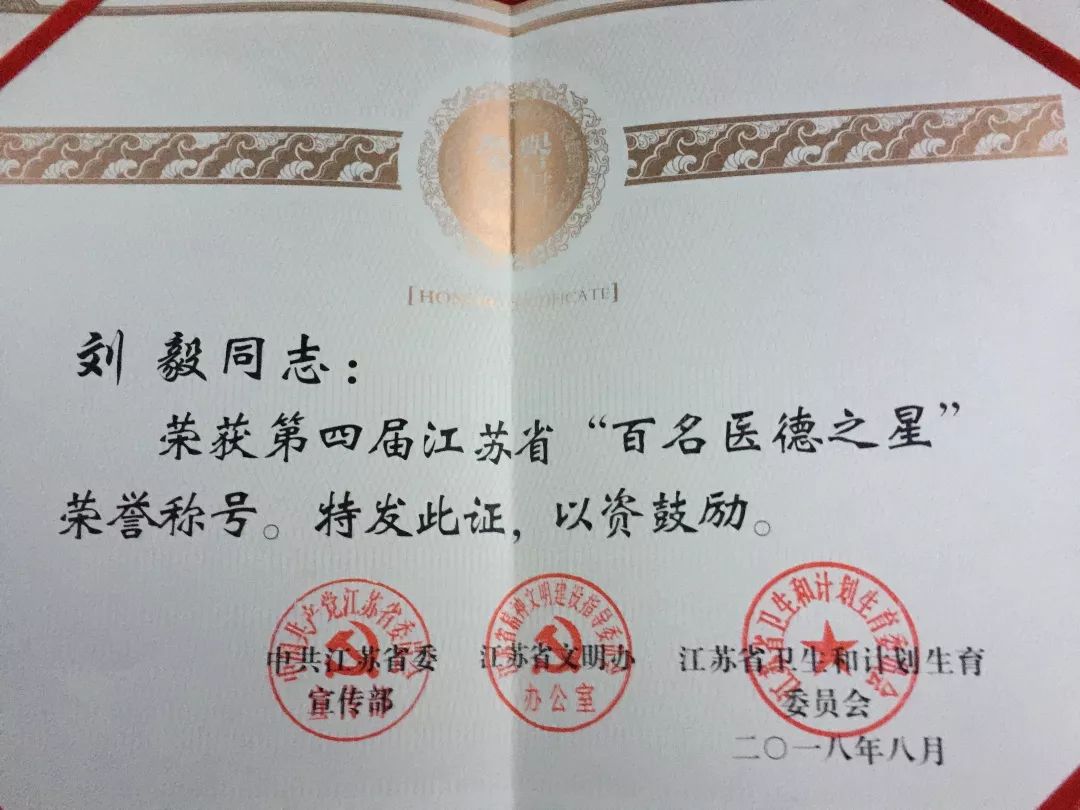 刘毅同志：
荣获第四届江苏省“百名医德之星”
荣誉称号。特发此证，以资鼓励。
中共江苏省委 江苏省文明办 江苏省卫生和计划生育
宣传部 办公室 委员会
二〇一八年八月